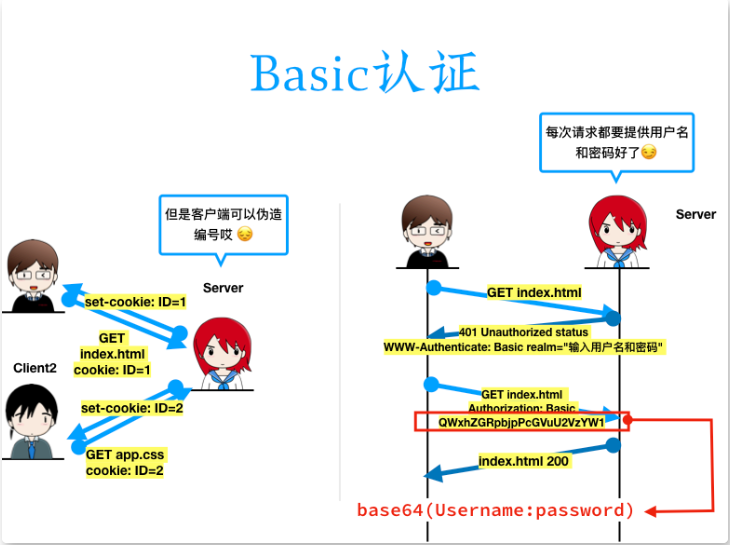 Basic认证
但是客户端可以伪造
编号哎 😔
Server
set-cookie: ID=1
GET
index.html
cookie: ID=1
Client2
set-cookie: ID=2
GET app.css
cookie: ID=2
每次请求都要提供用户名
和密码好了😏
Server
GET index.html
401 Unauthorized status
WWW-Authenticate: Basic realm="输入用户名和密码"
GET index.html
Authorization: Basic
QWxhZGRpbjpPcGVuU2VzYW1
index.html 200
base64(Username:password)